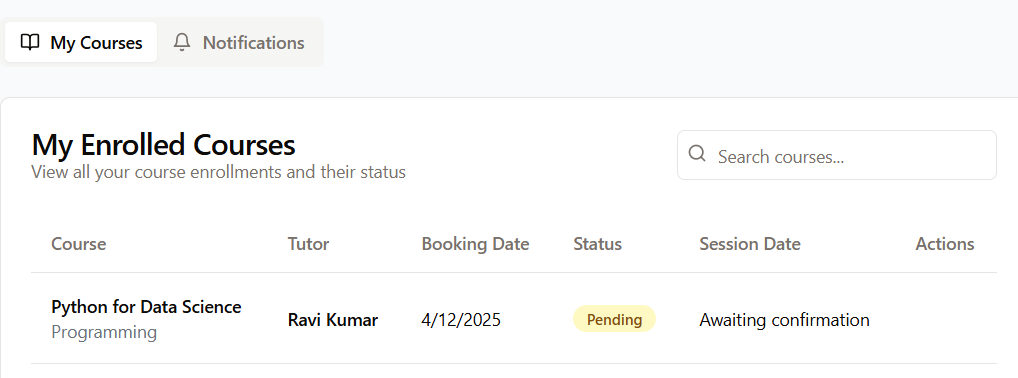 My Courses Notifications
My Enrolled Courses
View all your course enrollments and their status
Search courses...
Course Tutor Booking Date Status Session Date Actions
Python for Data Science
Programming
Ravi Kumar 4/12/2025 Pending Awaiting confirmation